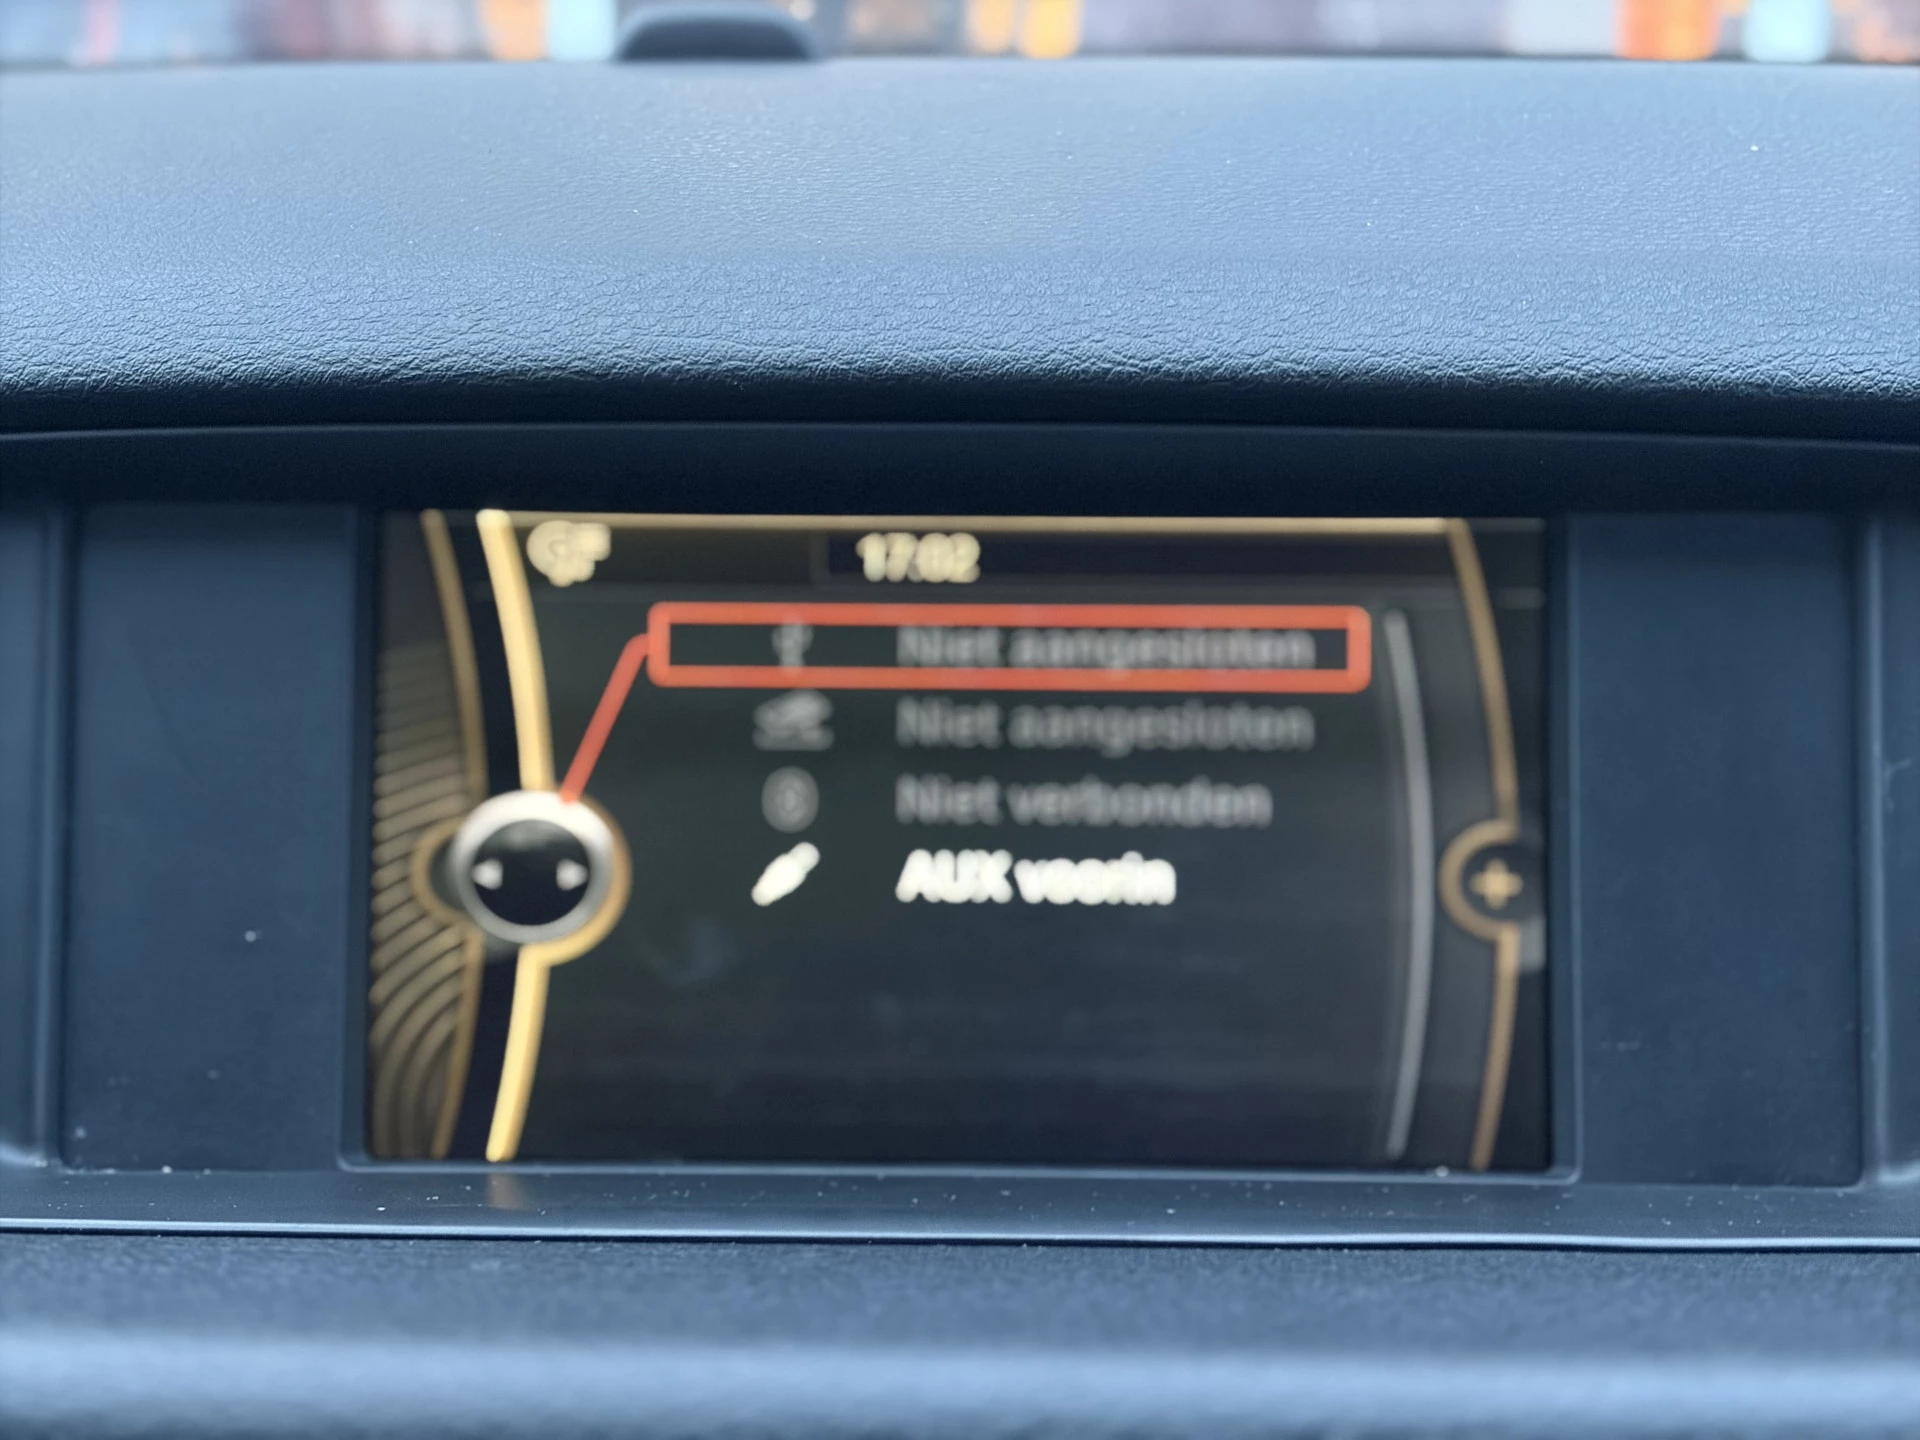 17:02
Niet aangesloten
Niet aangesloten
Niet verbonden
AUX voorin